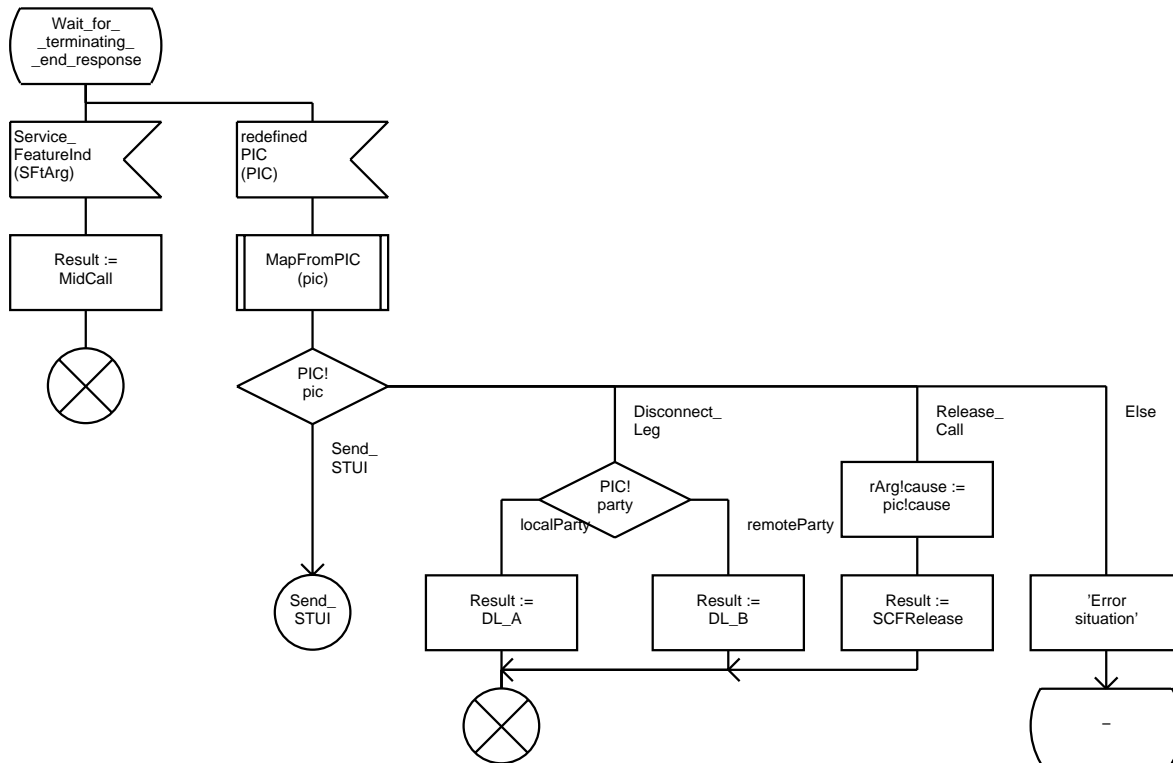 Wait_for_
_terminating_
_end_response
Service_
FeatureInd
(SFtArg)
redefined
PIC
(PIC)
Result :=
MidCall
MapFromPIC
(pic)
PIC!
pic
Send_
STUI
Disconnect_
Leg
Release_
Call
Else
PIC!
party
localParty
remoteParty
rArg!cause :=
pic!cause
Send_
STUI
Result :=
DL_A
Result :=
DL_B
Result :=
SCFRelease
’Error
situation’
–